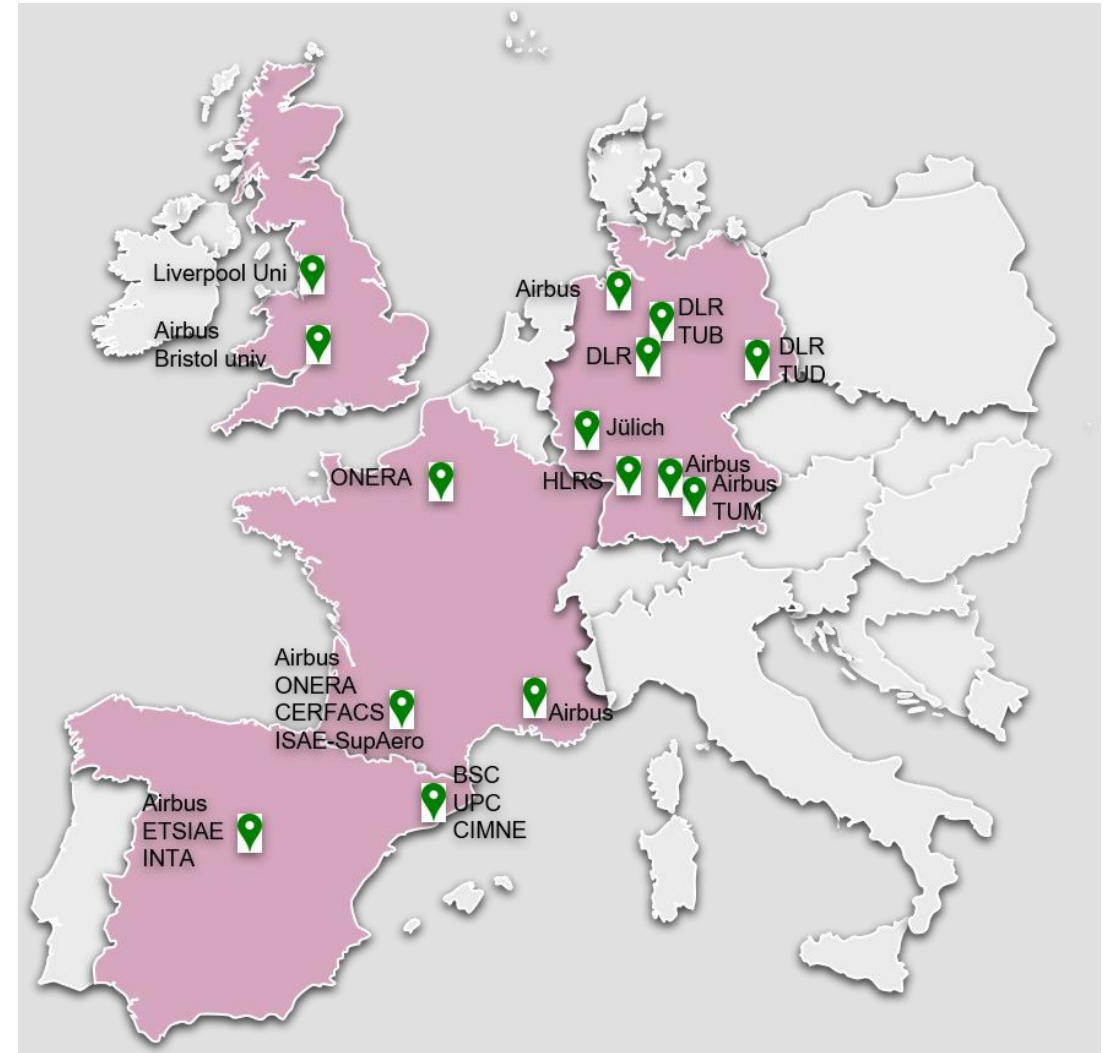 Liverpool Uni
Airbus
Bristol univ
Airbus
DLR
TUB
DLR
DLR
TUD
Jülich
ONERA
HLRS
Airbus
Airbus
TUM
Airbus
ONERA
CERFACS
ISAE-SupAero
Airbus
BSC
UPC
CIMNE
Airbus
ETSIAE
INTA